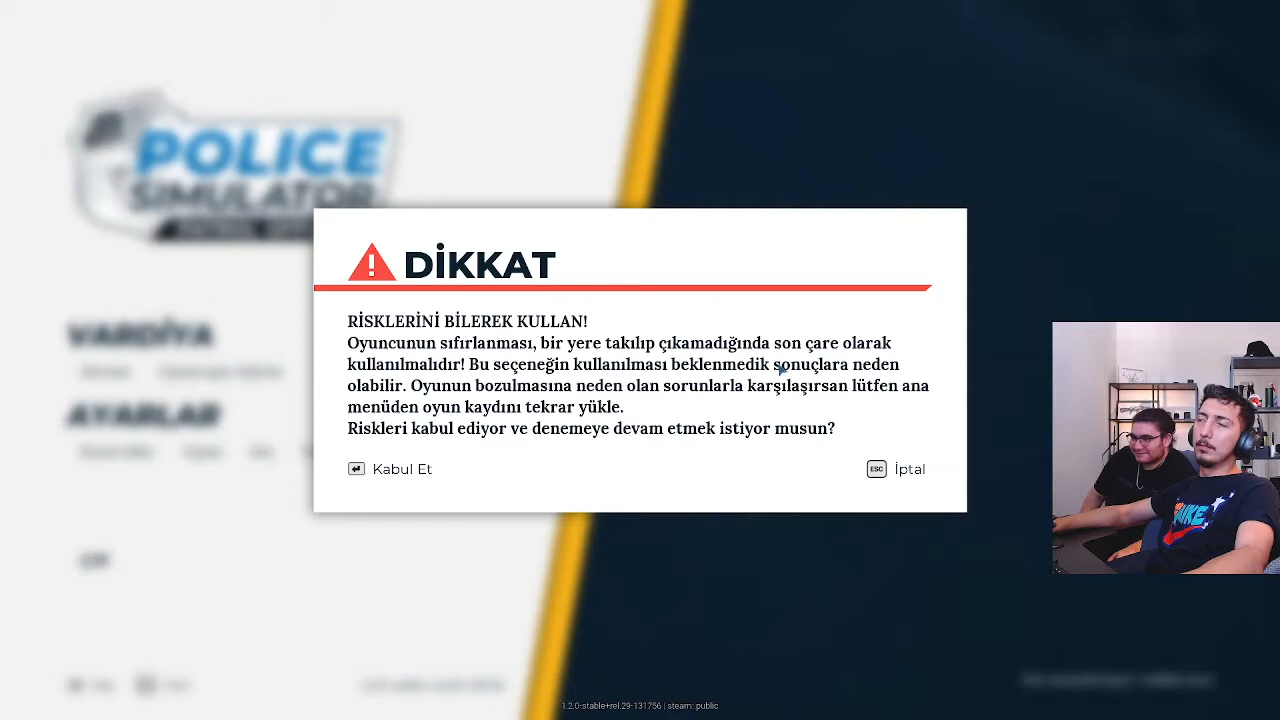 POLICE
SIMULATOR
DİKKAT
RİSKLERİNİ BİLEREK KULLAN!
Oyuncunun sıfırlanması, bir yere takılıp çıkamadığında son çare olarak
kullanılmalıdır! Bu seçeneğin kullanılması beklenmedik sonuçlara neden
olabilir. Oyunun bozulmasına neden olan sorunlarla karşılaşırsan lütfen ana
menüden oyun kaydını tekrar yükle.
Riskleri kabul ediyor ve denemeye devam etmek istiyor musun?
Kabul Et
ESC İptal
VARDİYA
AYARLAR
1.2.0-stable+rel.29-131756 | steam: public